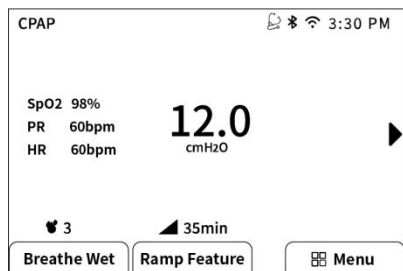 CPAP 3:30 PM
SpO2 98%
PR 60bpm
HR 60bpm
12.0
cmH2O
3 35min
Breathe Wet Ramp Feature Menu